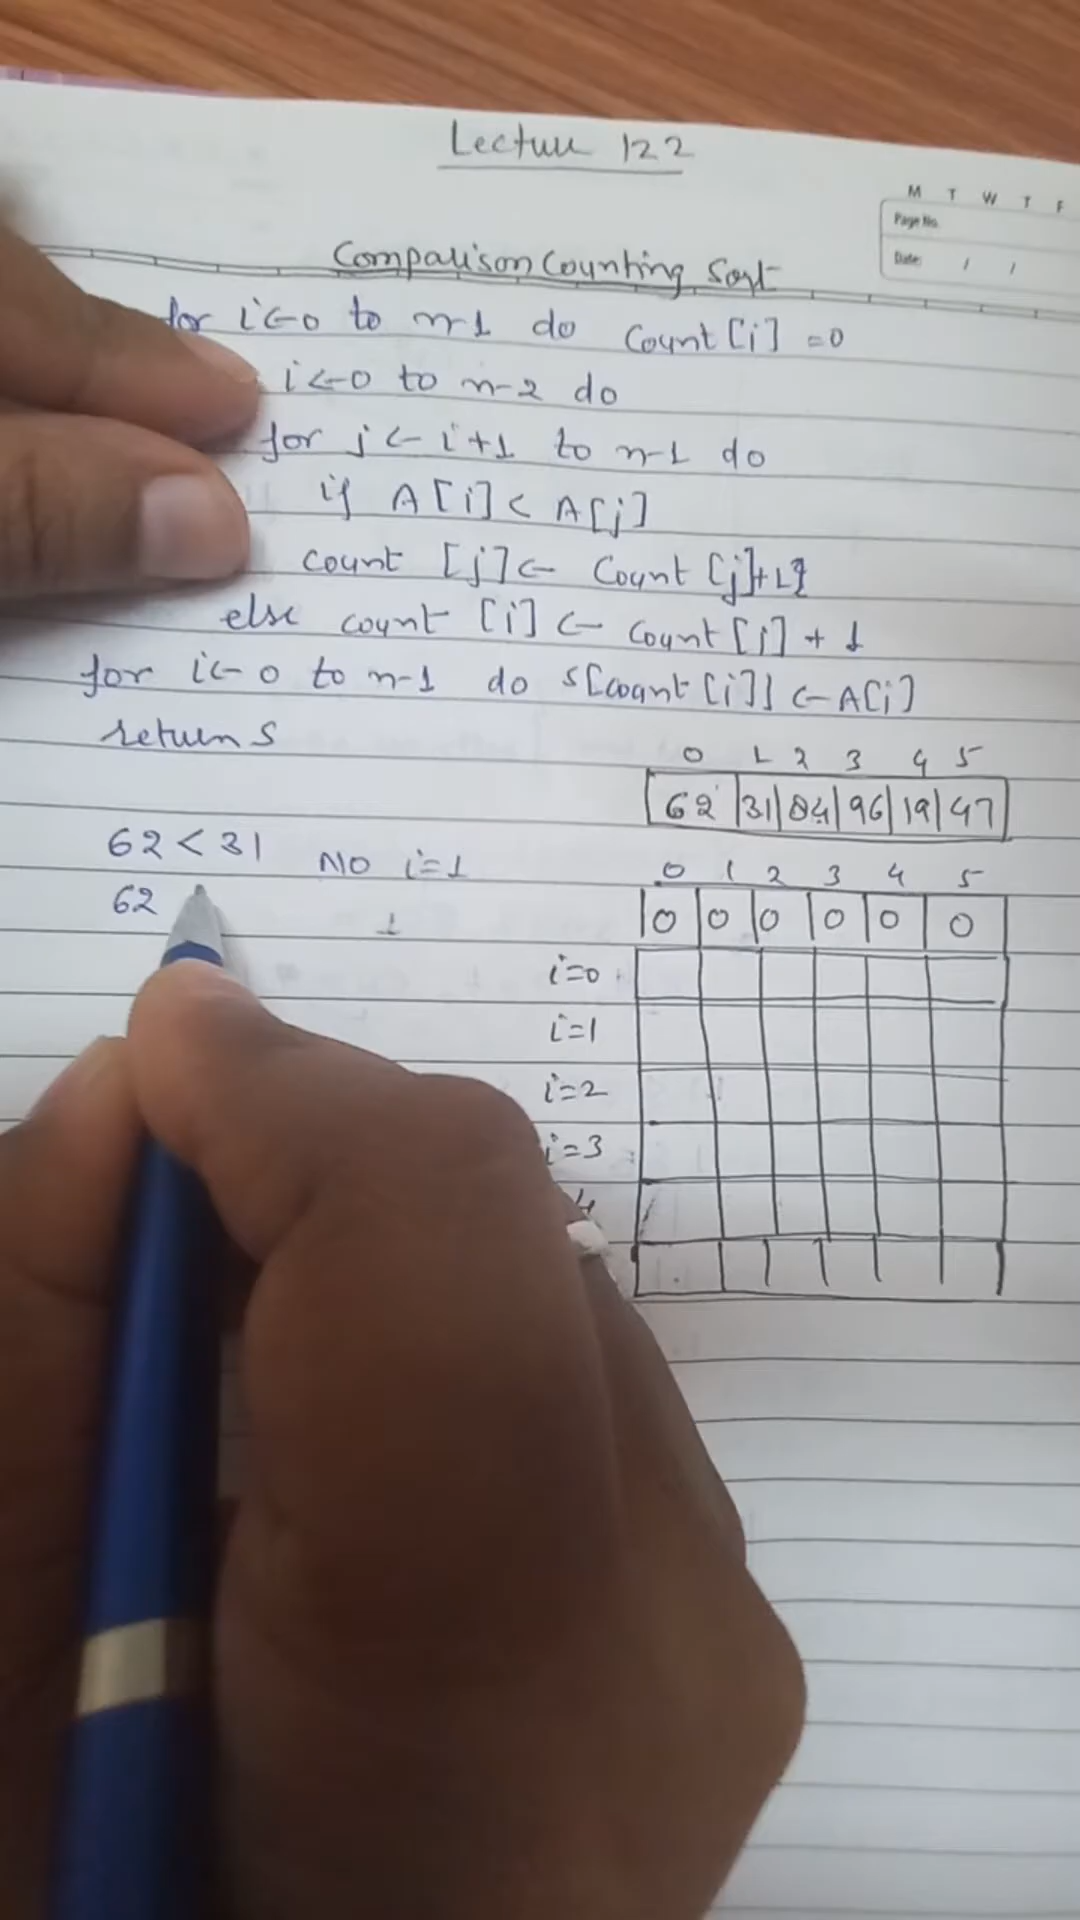 Lecture 122
M T W T F
Page No.
Date: / /
Comparison Counting Sort
for i<-0 to n-1 do Count[i] =0
i<-0 to n-2 do
for j<-i+1 to n-1 do
if A[i]< A[j]
count [j]<- Count [j]+1}
else count [i]<- count[i] + 1
for i<-0 to n-1 do S[count[i]] <-A[i]
return S
0 1 2 3 4 5
62 31 84 96 19 47
62 < 31 NO i=1
0 1 2 3 4 5
62
1
0 0 0 0 0 0
i=0
i=1
i=2
i=3
4